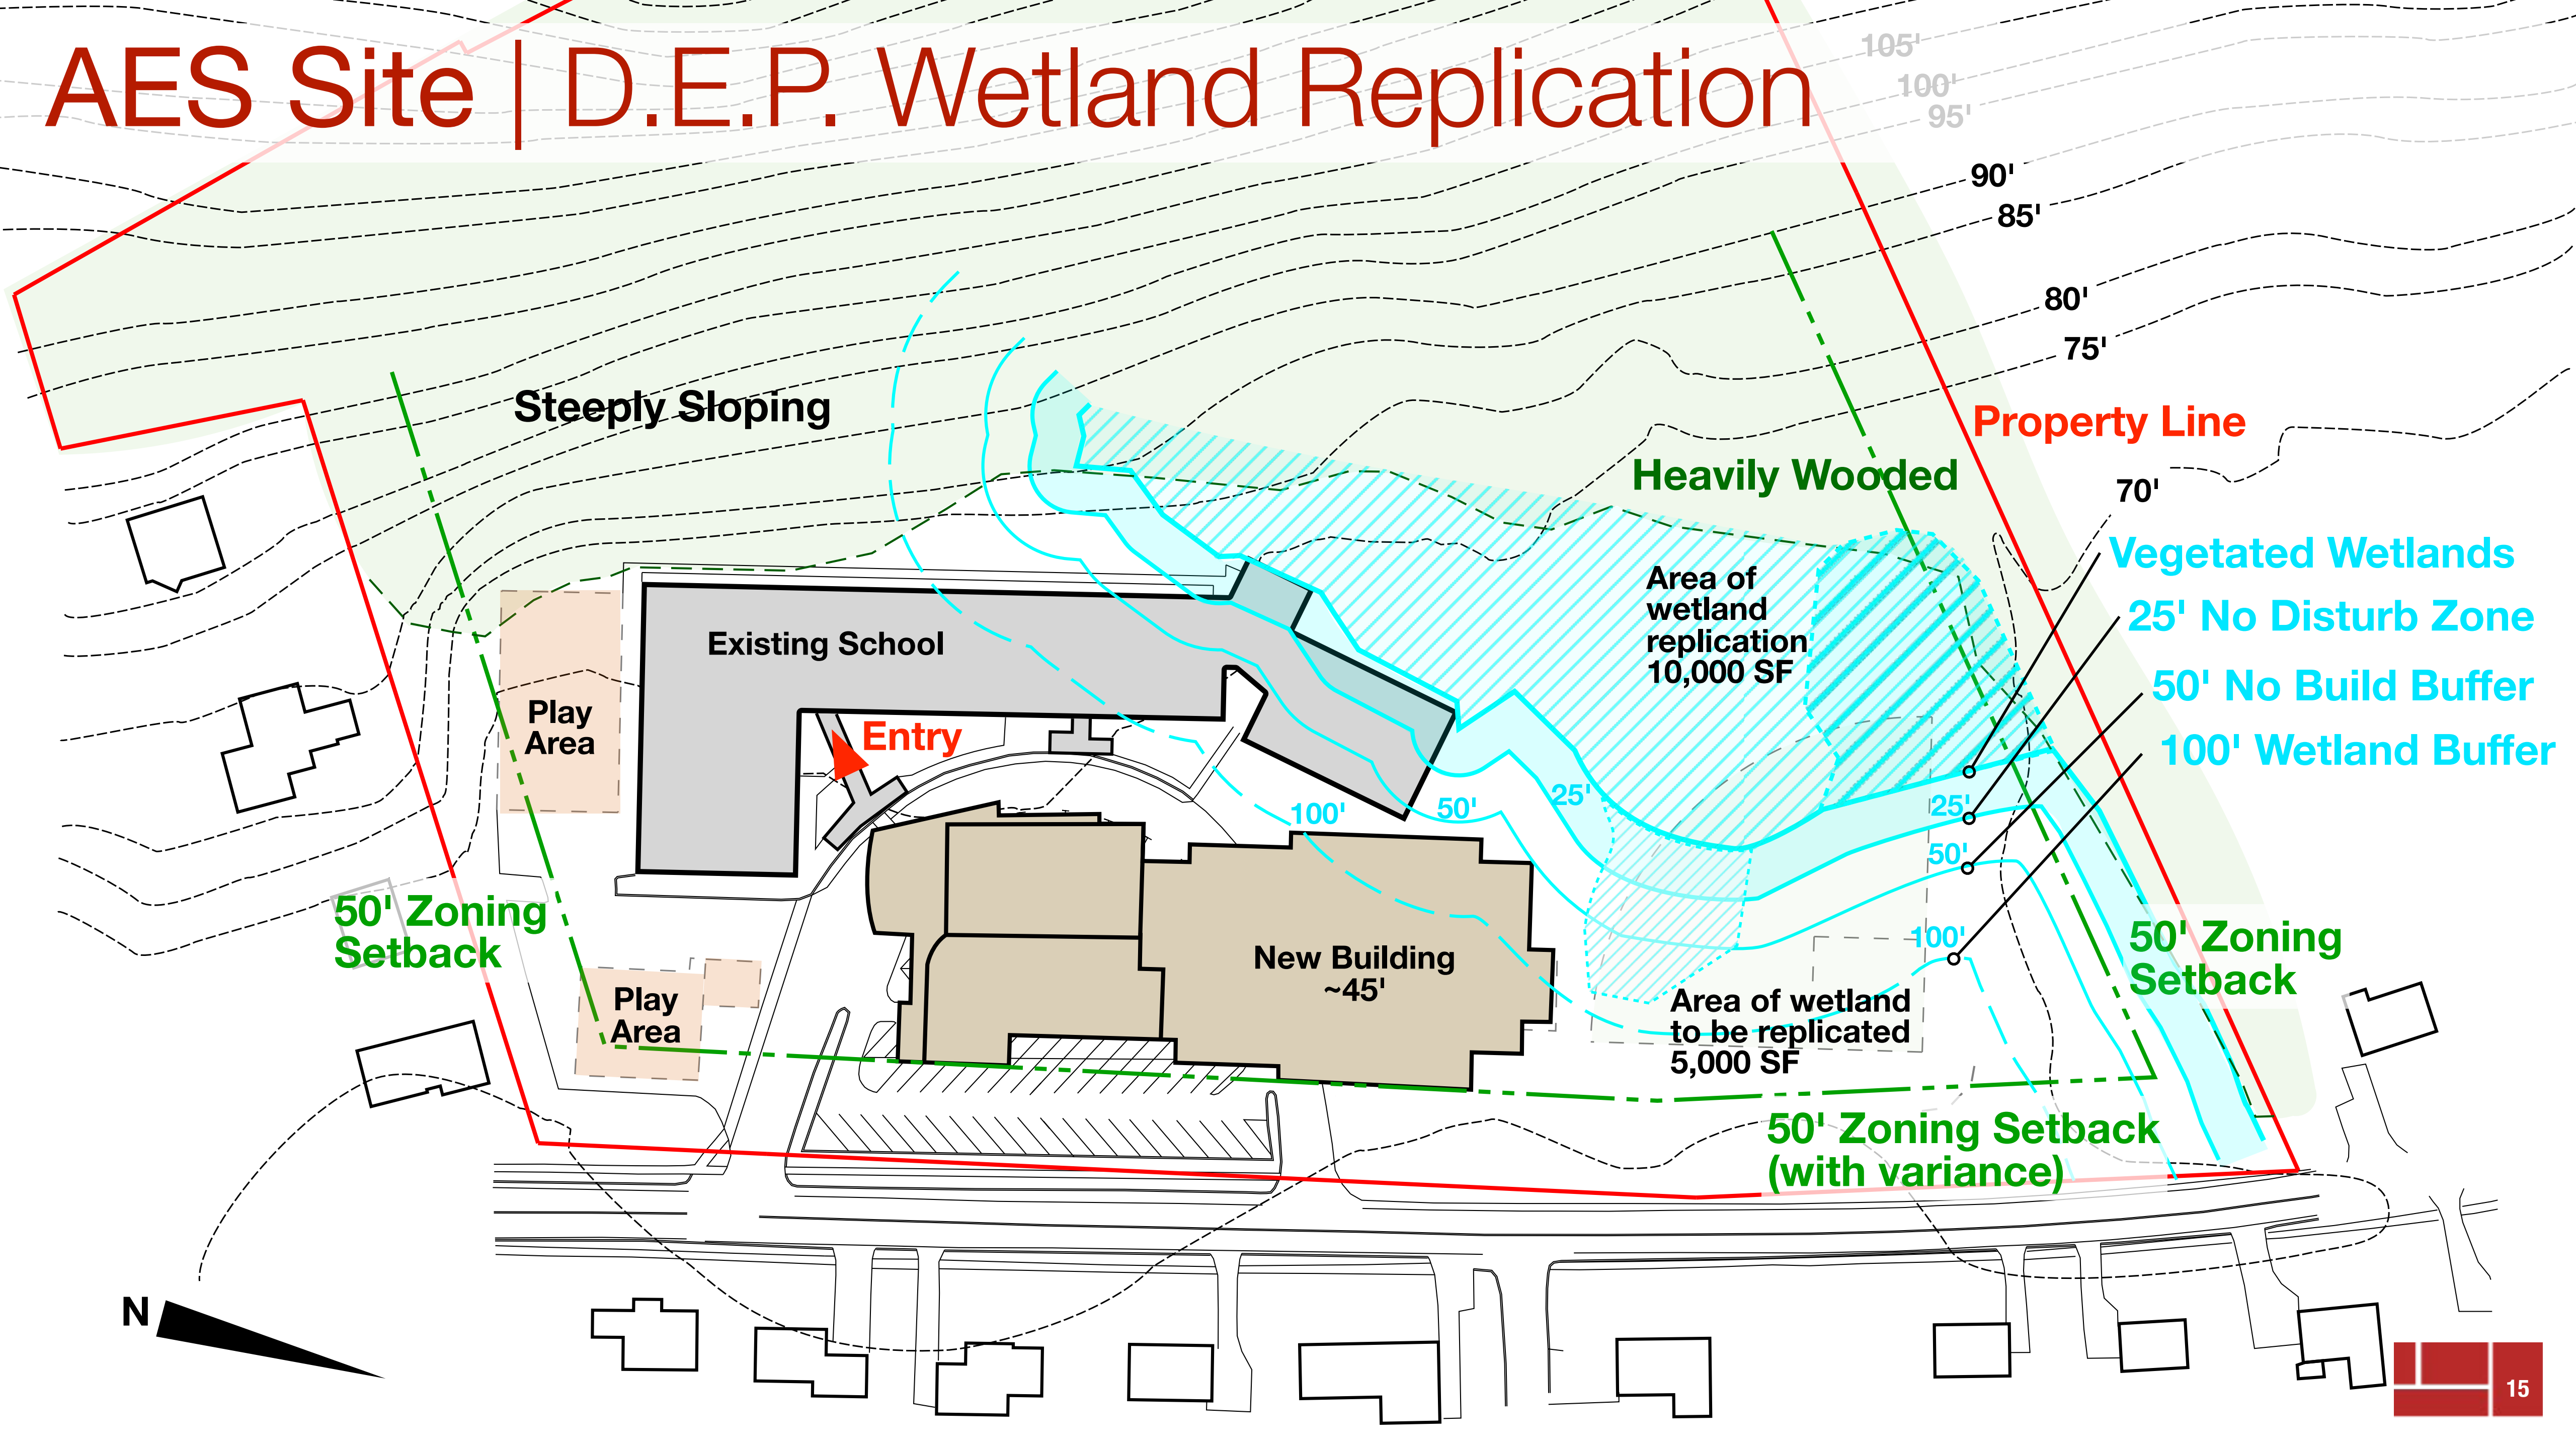 AES Site | D.E.P. Wetland Replication
105'
100'
95'
90'
85'
80'
75'
70'
Steeply Sloping
Property Line
Heavily Wooded
Vegetated Wetlands
25' No Disturb Zone
50' No Build Buffer
100' Wetland Buffer
Area of
wetland
replication
10,000 SF
Existing School
Play
Area
Entry
100'
50'
25'
25'
50'
100'
50' Zoning
Setback
50' Zoning
Setback
New Building
~45'
Play
Area
Area of wetland
to be replicated
5,000 SF
50' Zoning Setback
(with variance)
N
15